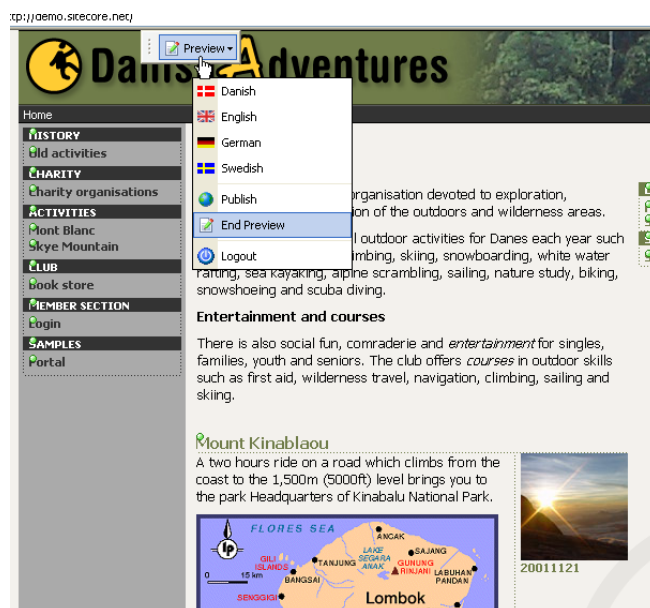 tp://demo.sitecore.net/
Preview
Danis Adventures
Danish
English
German
Swedish
Publish
End Preview
Logout
Home
HISTORY
Old activities
CHARITY
Charity organisations
ACTIVITIES
Mont Blanc
Skye Mountain
CLUB
Book store
MEMBER SECTION
Login
SAMPLES
Portal
organisation devoted to exploration,
ion of the outdoors and wilderness areas.
l outdoor activities for Danes each year such
imbing, skiing, snowboarding, white water
rafting, sea kayaking, alpine scrambling, sailing, nature study, biking,
snowshoeing and scuba diving.
Entertainment and courses
There is also social fun, comraderie and entertainment for singles,
families, youth and seniors. The club offers courses in outdoor skills
such as first aid, wilderness travel, navigation, climbing, sailing and
skiing.
Mount Kinablaou
A two hours ride on a road which climbs from the
coast to the 1,500m (5000ft) level brings you to
the park Headquarters of Kinabalu National Park.
FLORES SEA
lp
0 15 km
GILI
ISLANDS
SENGGIGI
BANGSAI
TANJUNG
LAKE
SEGARA
ANAK
ANCAK
SAJANG
GUNUNG
RINJANI
LABUHAN
PANDAN
Lombok
20011121